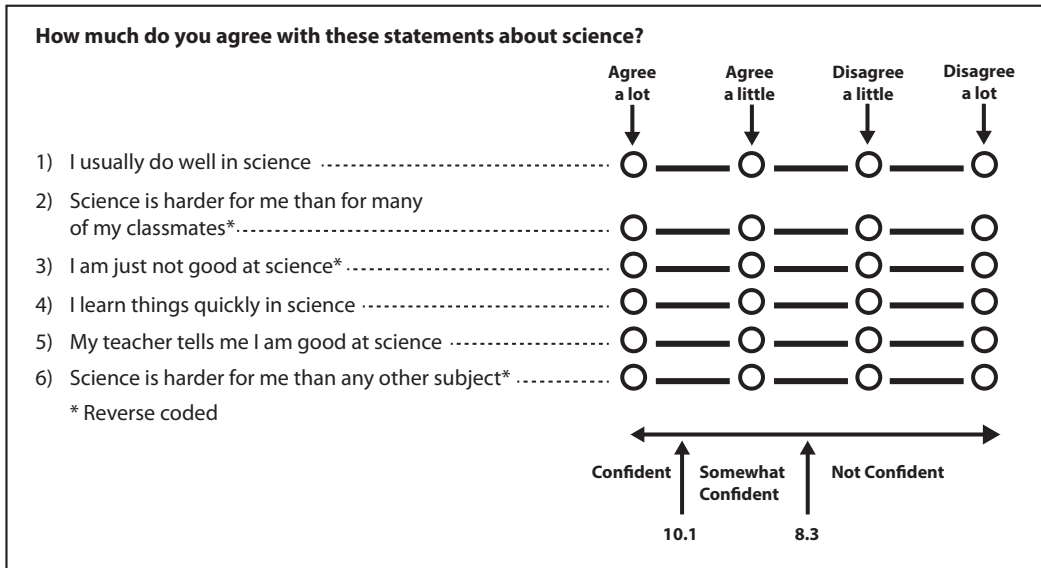 How much do you agree with these statements about science?
Agree a lot
Agree a little
Disagree a little
Disagree a lot
1) I usually do well in science
2) Science is harder for me than for many
of my classmates*
3) I am just not good at science*
4) I learn things quickly in science
5) My teacher tells me I am good at science
6) Science is harder for me than any other subject*
* Reverse coded
Confident
Somewhat
Confident
Not Confident
10.1
8.3